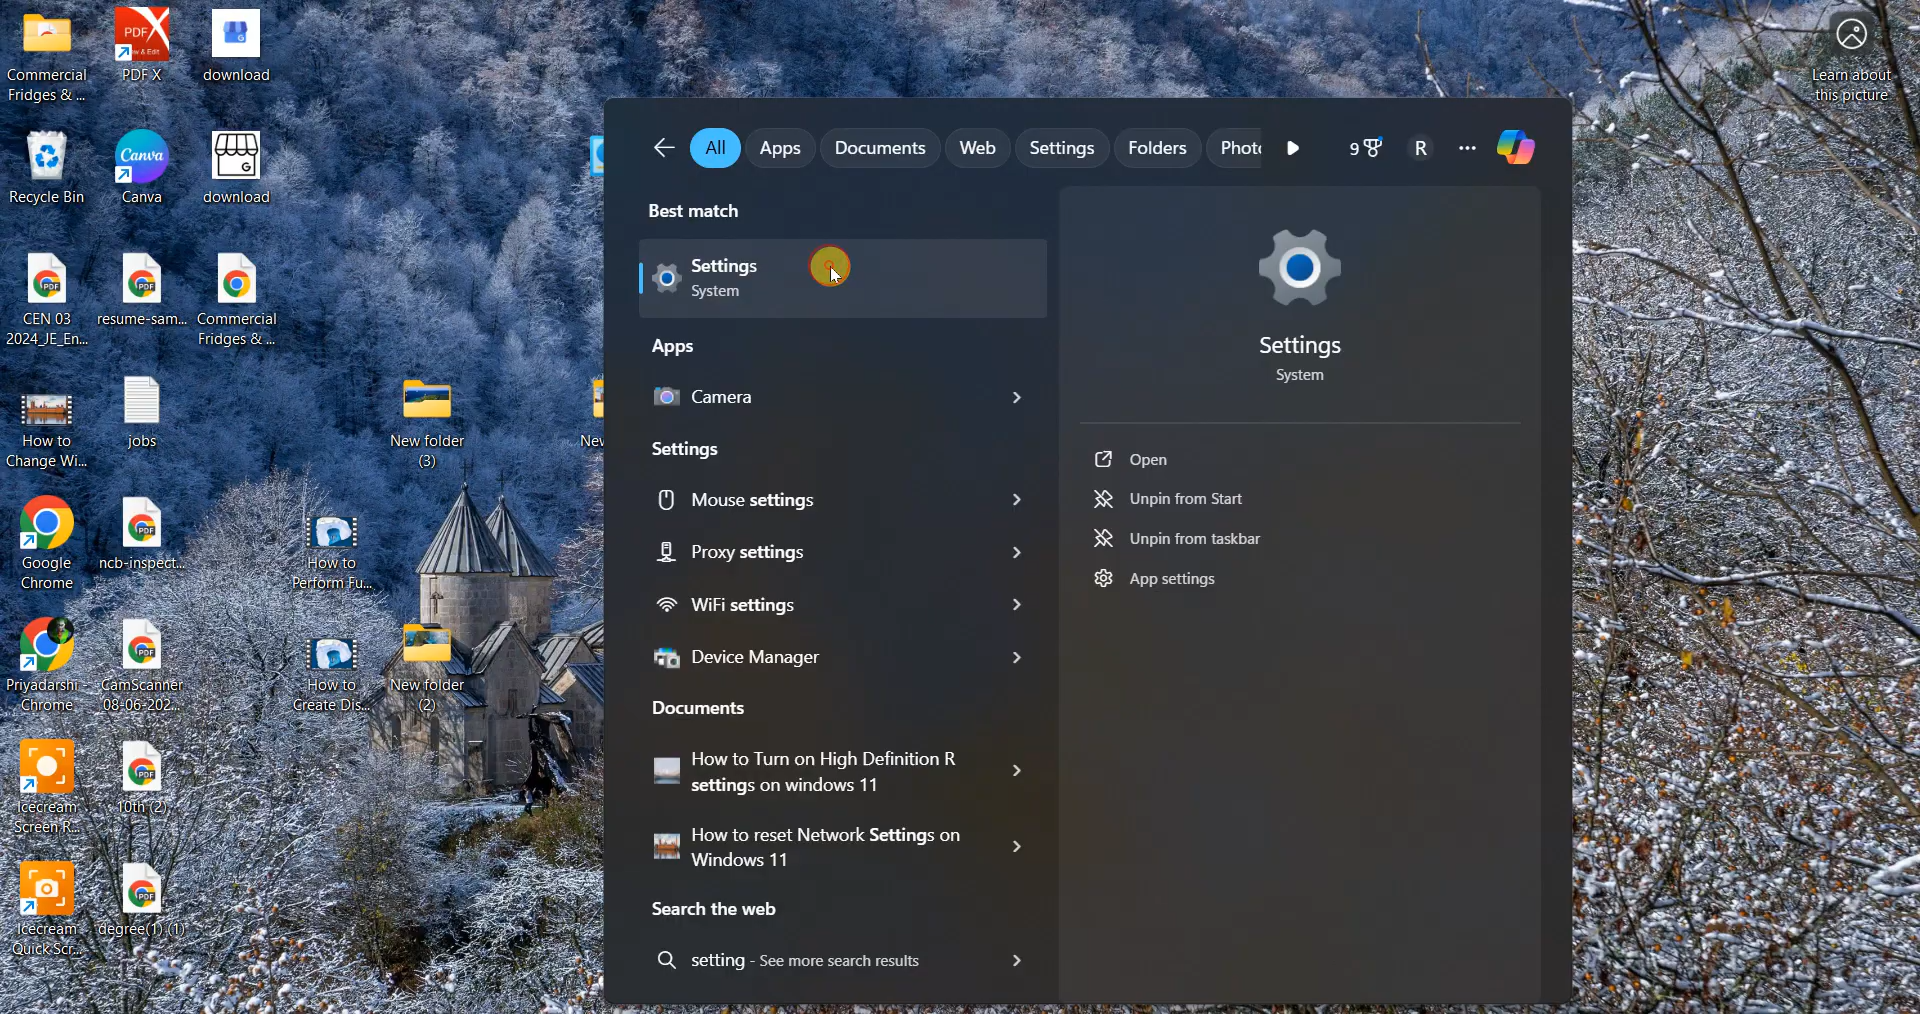 Commercial
Fridges & ...
PDF X
download
Recycle Bin
Canva
download
CEN 03
2024_JE_En...
resume-sam...
Commercial
Fridges & ...
How to
Change Wi...
jobs
New folder
(3)
Google
Chrome
ncb-inspect...
How to
Perform Fu...
Priyadarshi -
Chrome
CamScanner
08-06-202...
How to
Create Dis...
New folder
(2)
Icecream
Screen R...
10th (2)
Icecream
Quick Scr...
degree(1) (1)
Learn about
this picture
All
Apps
Documents
Web
Settings
Folders
Phot
9
R
Best match
Settings
System
Apps
Camera
Settings
Mouse settings
Proxy settings
WiFi settings
Device Manager
Documents
How to Turn on High Definition R
settings on windows 11
How to reset Network Settings on
Windows 11
Search the web
setting - See more search results
Settings
System
Open
Unpin from Start
Unpin from taskbar
App settings